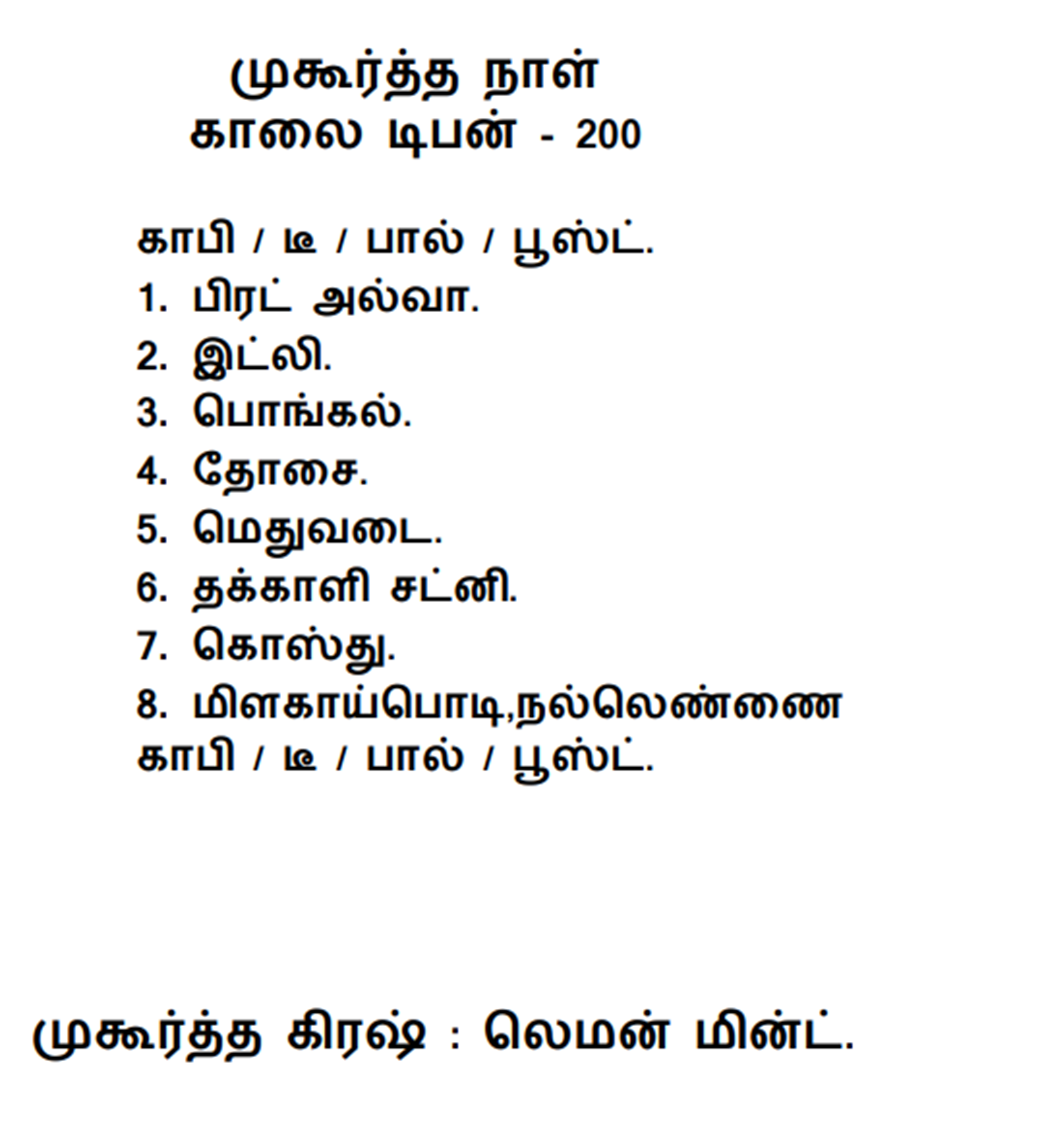 முகூர்த்த நாள்
காலை டிபன் - 200
காபி / டீ / பால் / பூஸ்ட்.
1. பிரட் அல்வா.
2. இட்லி.
3. பொங்கல்.
4. தோசை.
5. மெதுவடை.
6. தக்காளி சட்னி.
7. கொஸ்து.
8. மிளகாய்பொடி,நல்லெண்ணை
காபி / டீ / பால் / பூஸ்ட்.
முகூர்த்த கிரஷ் : லெமன் மின்ட்.